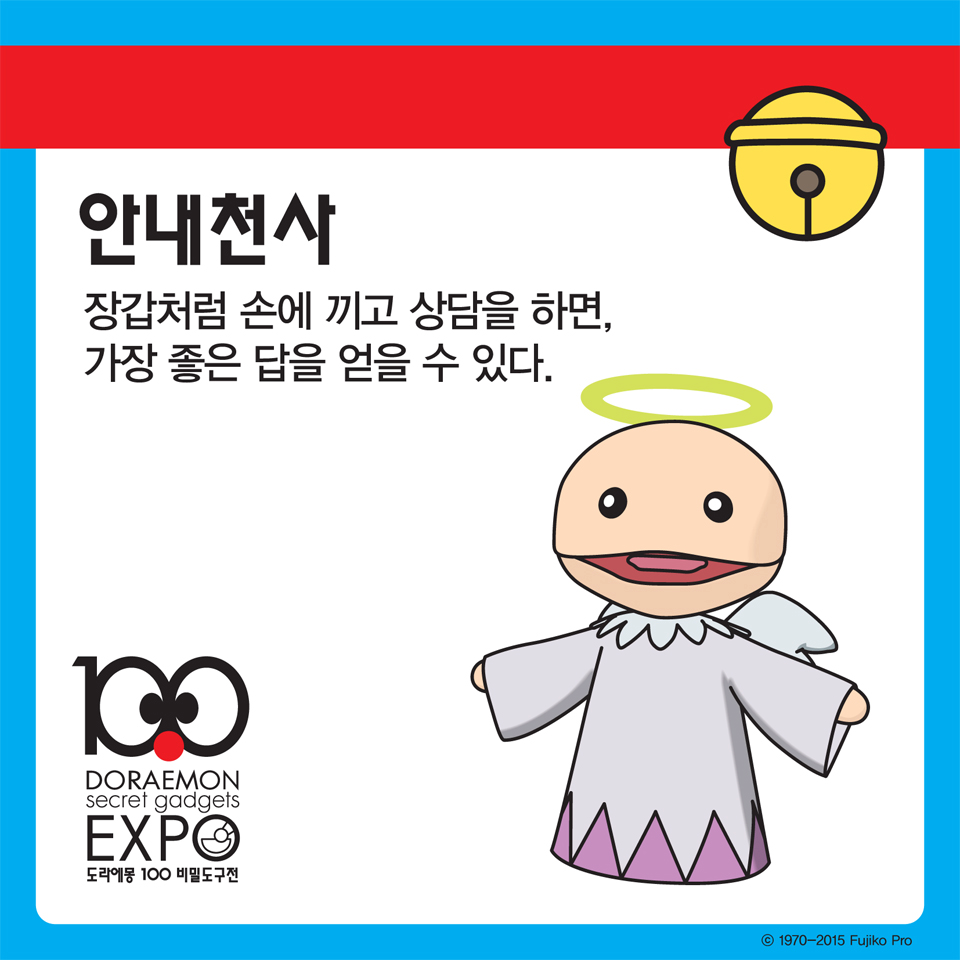 안내천사
장갑처럼 손에 끼고 상담을 하면,
가장 좋은 답을 얻을 수 있다.
100
DORAEMON
secret gadgets
EXPO
도라에몽 100 비밀도구전
© 1970-2015 Fujiko Pro